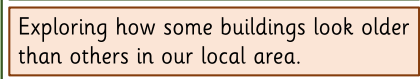 Exploring how some buildings look older
than others in our local area.